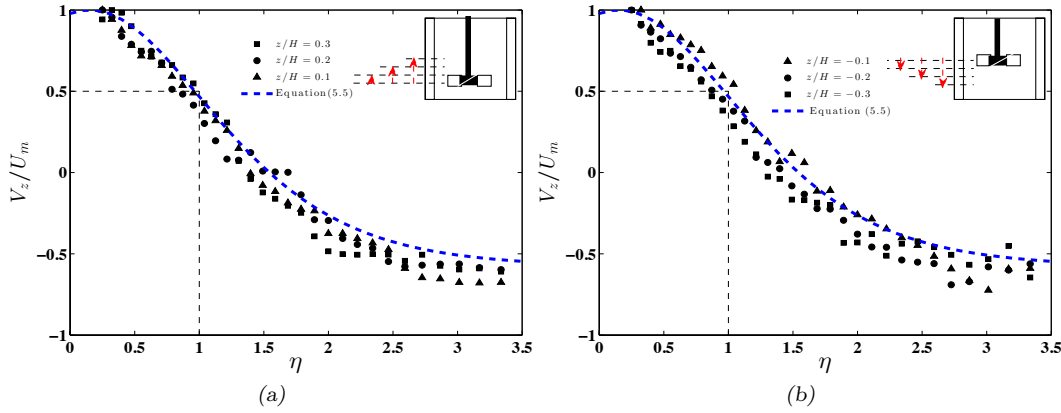 1
0.5
0
−0.5
−1
V_z/U_m
z/H = 0.3
z/H = 0.2
z/H = 0.1
Equation(5.5)
0 0.5 1 1.5 2 2.5 3 3.5
η
(a)
1
0.5
0
−0.5
−1
V_z/U_m
z/H = −0.1
z/H = −0.2
z/H = −0.3
Equation (5.5)
0 0.5 1 1.5 2 2.5 3 3.5
η
(b)